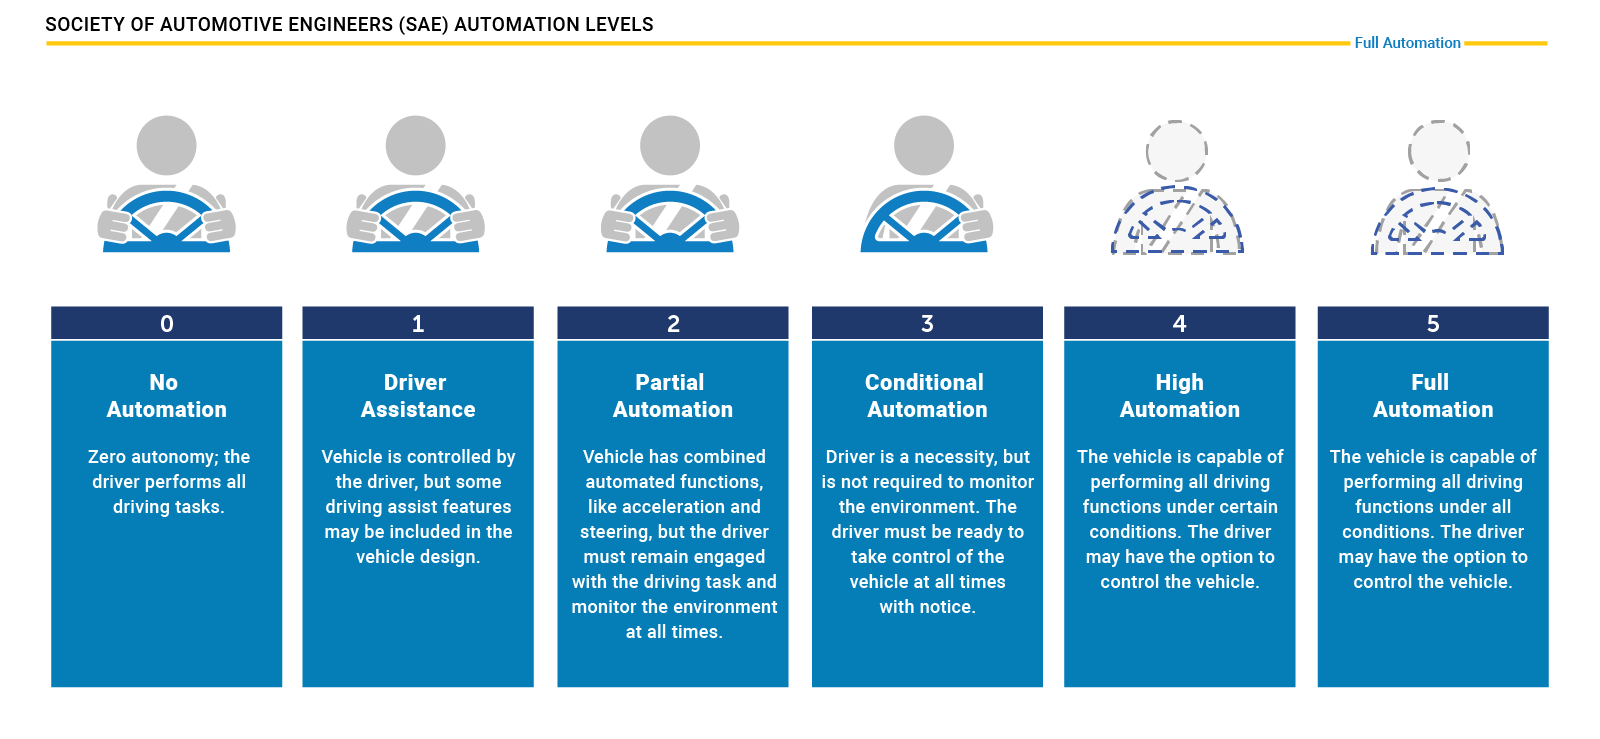 SOCIETY OF AUTOMOTIVE ENGINEERS (SAE) AUTOMATION LEVELS
Full Automation
0
No
Automation
Zero autonomy; the
driver performs all
driving tasks.
1
Driver
Assistance
Vehicle is controlled by
the driver, but some
driving assist features
may be included in the
vehicle design.
2
Partial
Automation
Vehicle has combined
automated functions,
like acceleration and
steering, but the driver
must remain engaged
with the driving task and
monitor the environment
at all times.
3
Conditional
Automation
Driver is a necessity, but
is not required to monitor
the environment. The
driver must be ready to
take control of the
vehicle at all times
with notice.
4
High
Automation
The vehicle is capable of
performing all driving
functions under certain
conditions. The driver
may have the option to
control the vehicle.
5
Full
Automation
The vehicle is capable of
performing all driving
functions under all
conditions. The driver
may have the option to
control the vehicle.